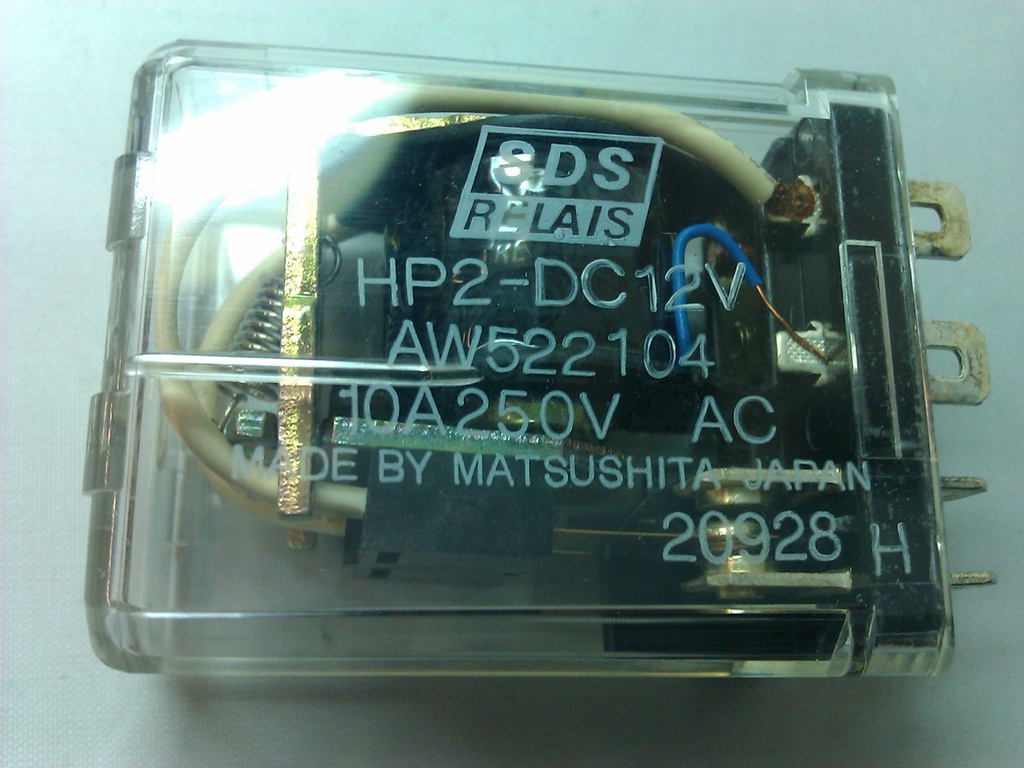 SDS
RELAIS
HP2-DC12V
AW522104
10A250V AC
MADE BY MATSUSHITA JAPAN
20928 H